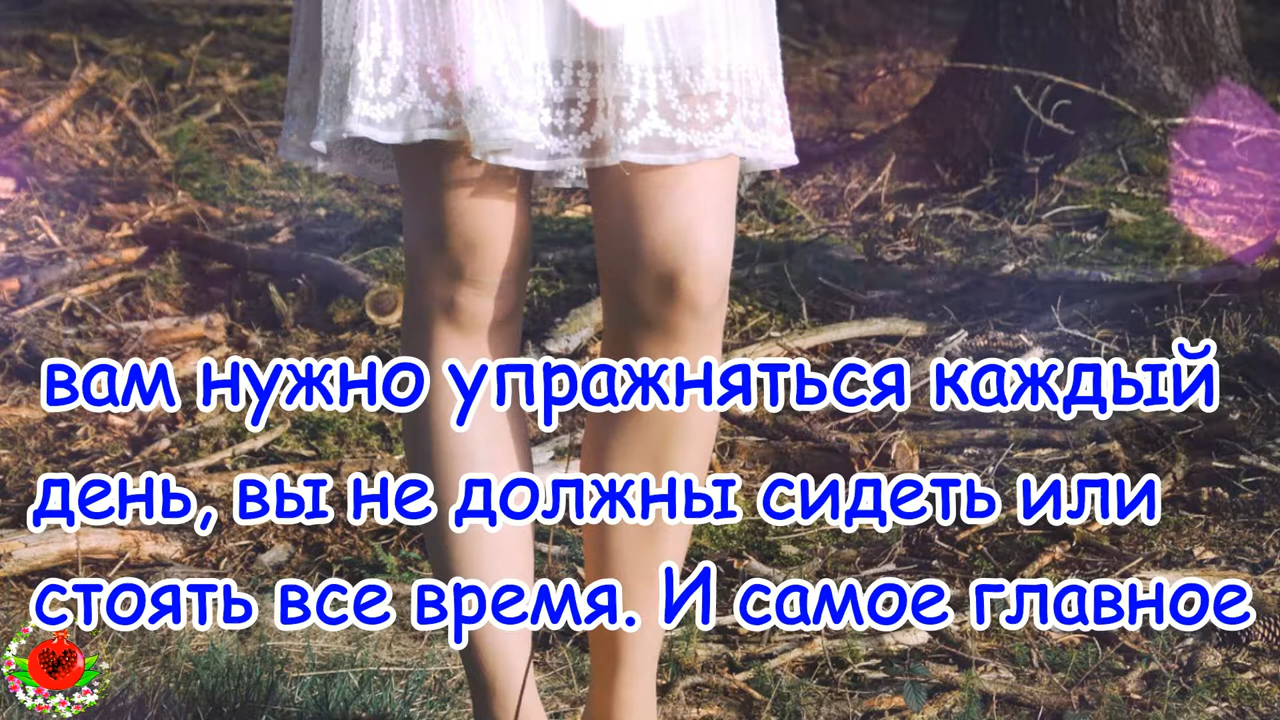 вам нужно упражняться каждый
день, вы не должны сидеть или
стоять все время. И самое главное